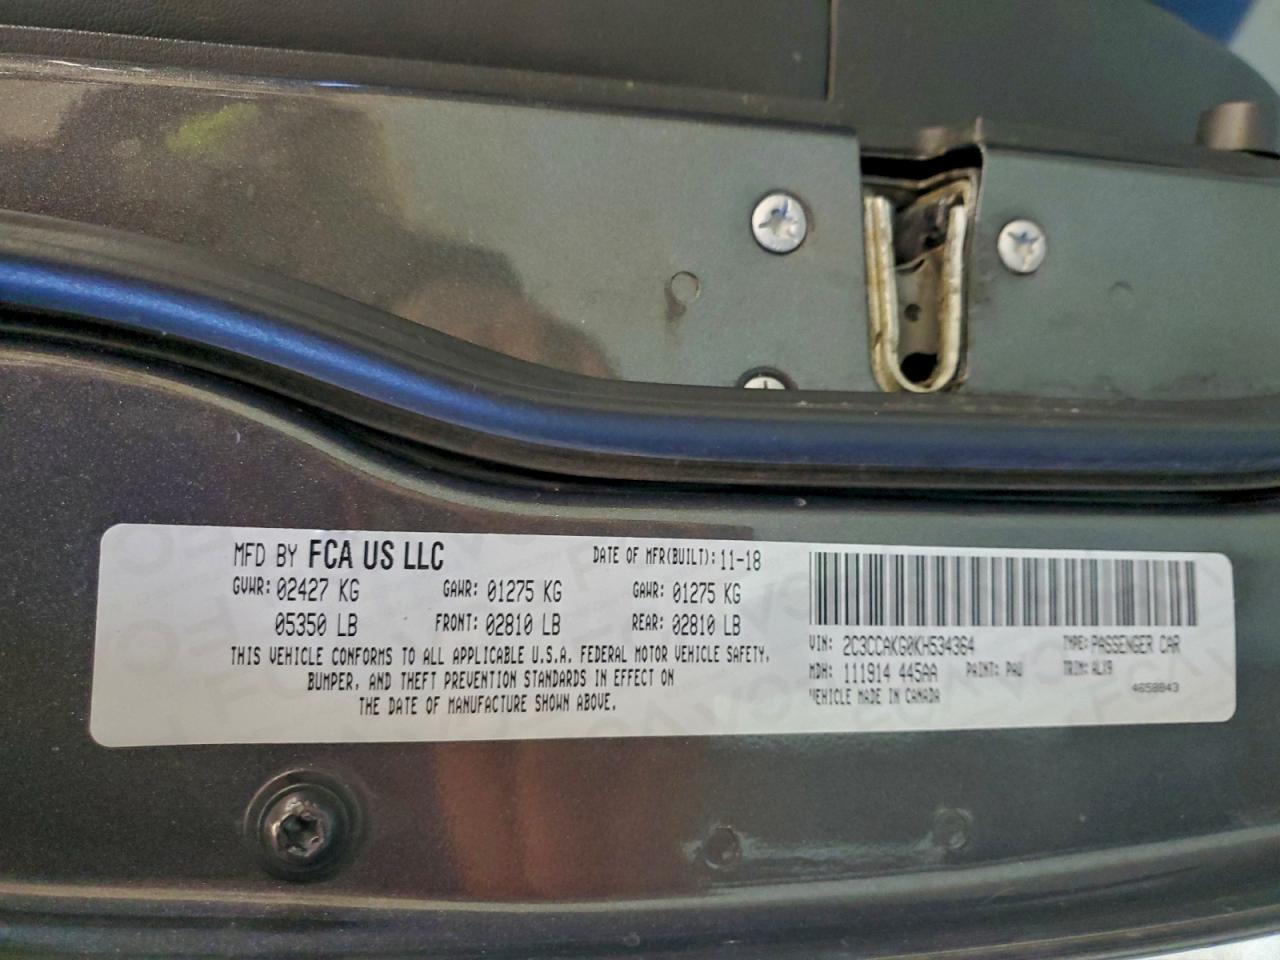 MFD BY FCA US LLC DATE OF MFR(BUILT): 11-18
GVWR: 02427 KG GAWR: 01275 KG GAWR: 01275 KG
05350 LB FRONT: 02810 LB REAR: 02810 LB
THIS VEHICLE CONFORMS TO ALL APPLICABLE U.S.A. FEDERAL MOTOR VEHICLE SAFETY,
BUMPER, AND THEFT PREVENTION STANDARDS IN EFFECT ON
THE DATE OF MANUFACTURE SHOWN ABOVE.
VIN: 2C3CCAKG0KH534364 TYPE: PASSENGER CAR
MDH: 111914 445AA PAINT: PAU TRIM: ALX9
VEHICLE MADE IN CANADA 4658843